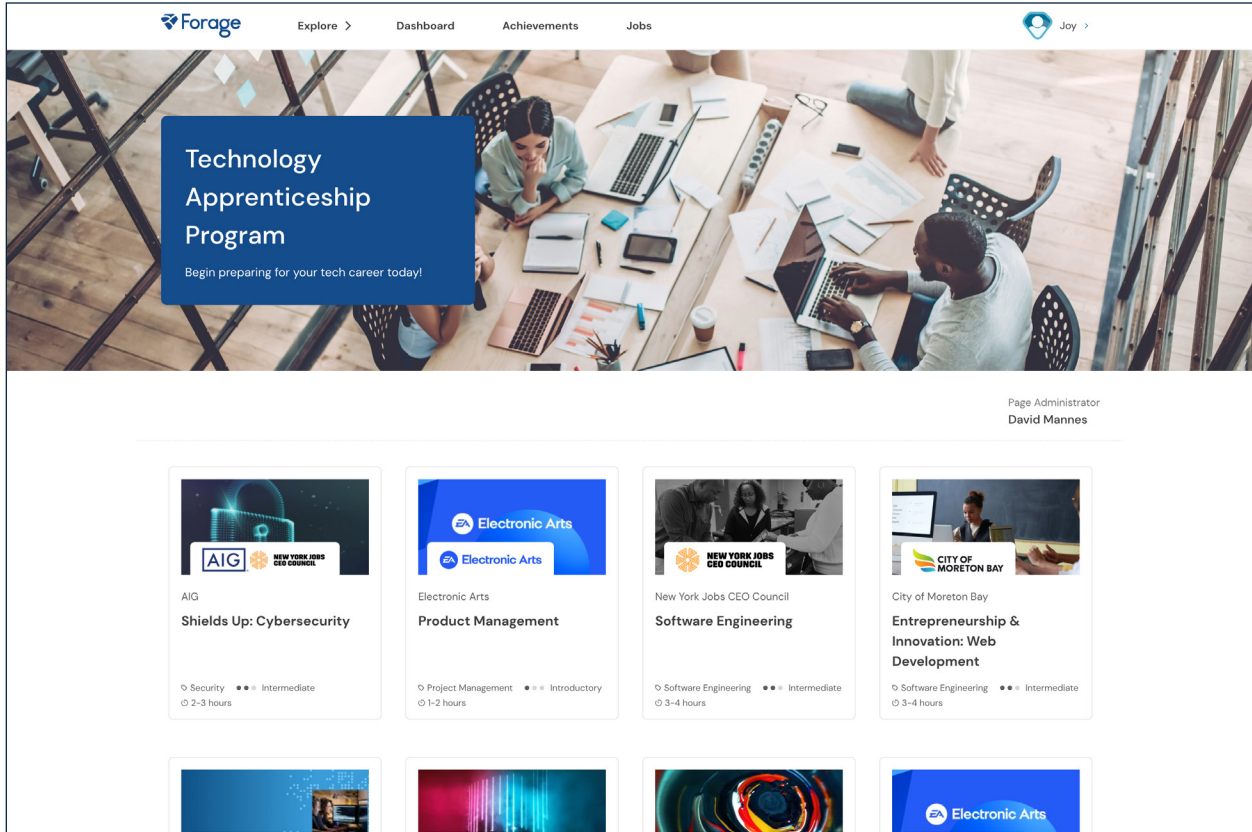 Forage
Explore
Dashboard
Achievements
Jobs
Joy
Technology
Apprenticeship
Program
Begin preparing for your tech career today!
Page Administrator
David Mannes
AIG
NEW YORK JOBS
CEO COUNCIL
AIG
Shields Up: Cybersecurity
Security
Intermediate
2-3 hours
EA Electronic Arts
EA Electronic Arts
Electronic Arts
Product Management
Project Management
Introductory
1-2 hours
NEW YORK JOBS
CEO COUNCIL
New York Jobs CEO Council
Software Engineering
Software Engineering
Intermediate
3-4 hours
CITY OF
MORETON BAY
City of Moreton Bay
Entrepreneurship &
Innovation: Web
Development
Software Engineering
Intermediate
3-4 hours
EA Electronic Arts